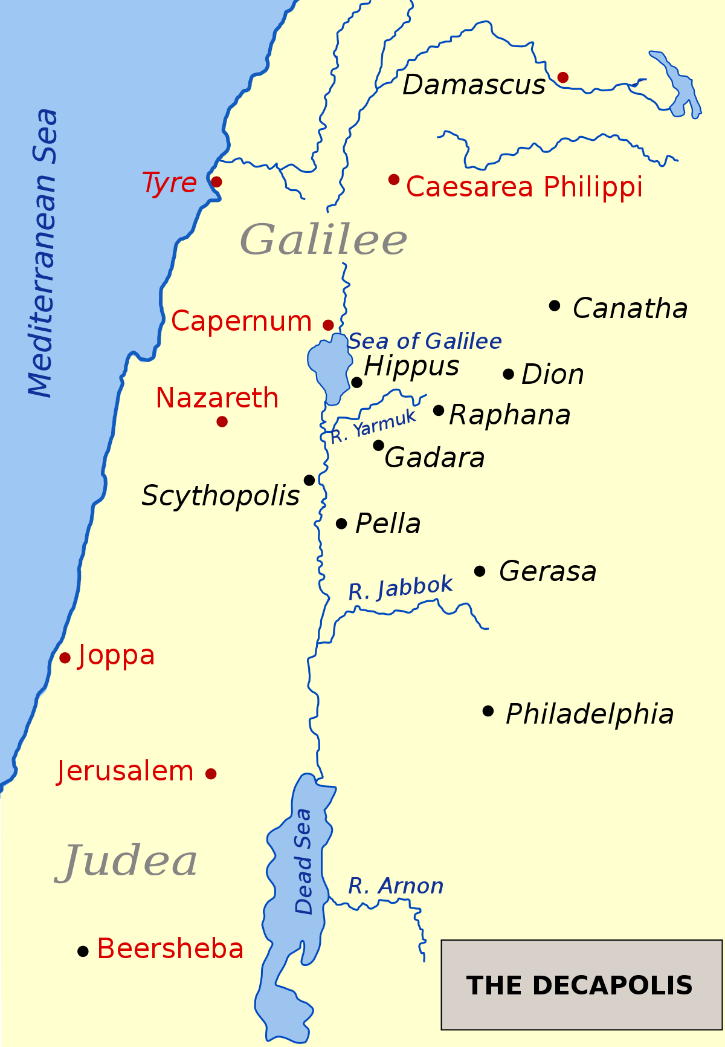 Damascus
Mediterranean Sea
Tyre
Caesarea Philippi
Galilee
Canatha
Capernum
Sea of Galilee
Hippus
Dion
Nazareth
Raphana
R. Yarmuk
Gadara
Scythopolis
Pella
Gerasa
R. Jabbok
Joppa
Philadelphia
Jerusalem
Dead Sea
Judea
R. Arnon
Beersheba
THE DECAPOLIS